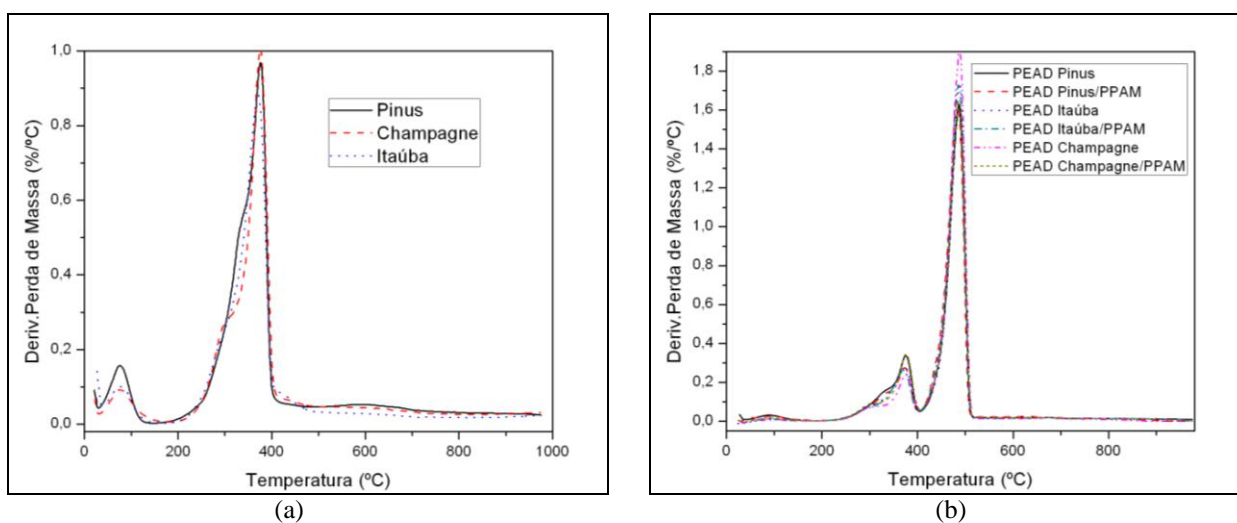 1,0
0,8
0,6
0,4
0,2
0,0
Deriv.Perda de Massa (%/ºC)
Pinus
Champagne
Itaúba
0 200 400 600 800 1000
Temperatura (ºC)
(a)
1,8
1,6
1,4
1,2
1,0
0,8
0,6
0,4
0,2
0,0
Deriv.Perda de Massa (%/ºC)
PEAD Pinus
PEAD Pinus/PPAM
PEAD Itaúba
PEAD Itaúba/PPAM
PEAD Champagne
PEAD Champagne/PPAM
0 200 400 600 800
Temperatura (ºC)
(b)